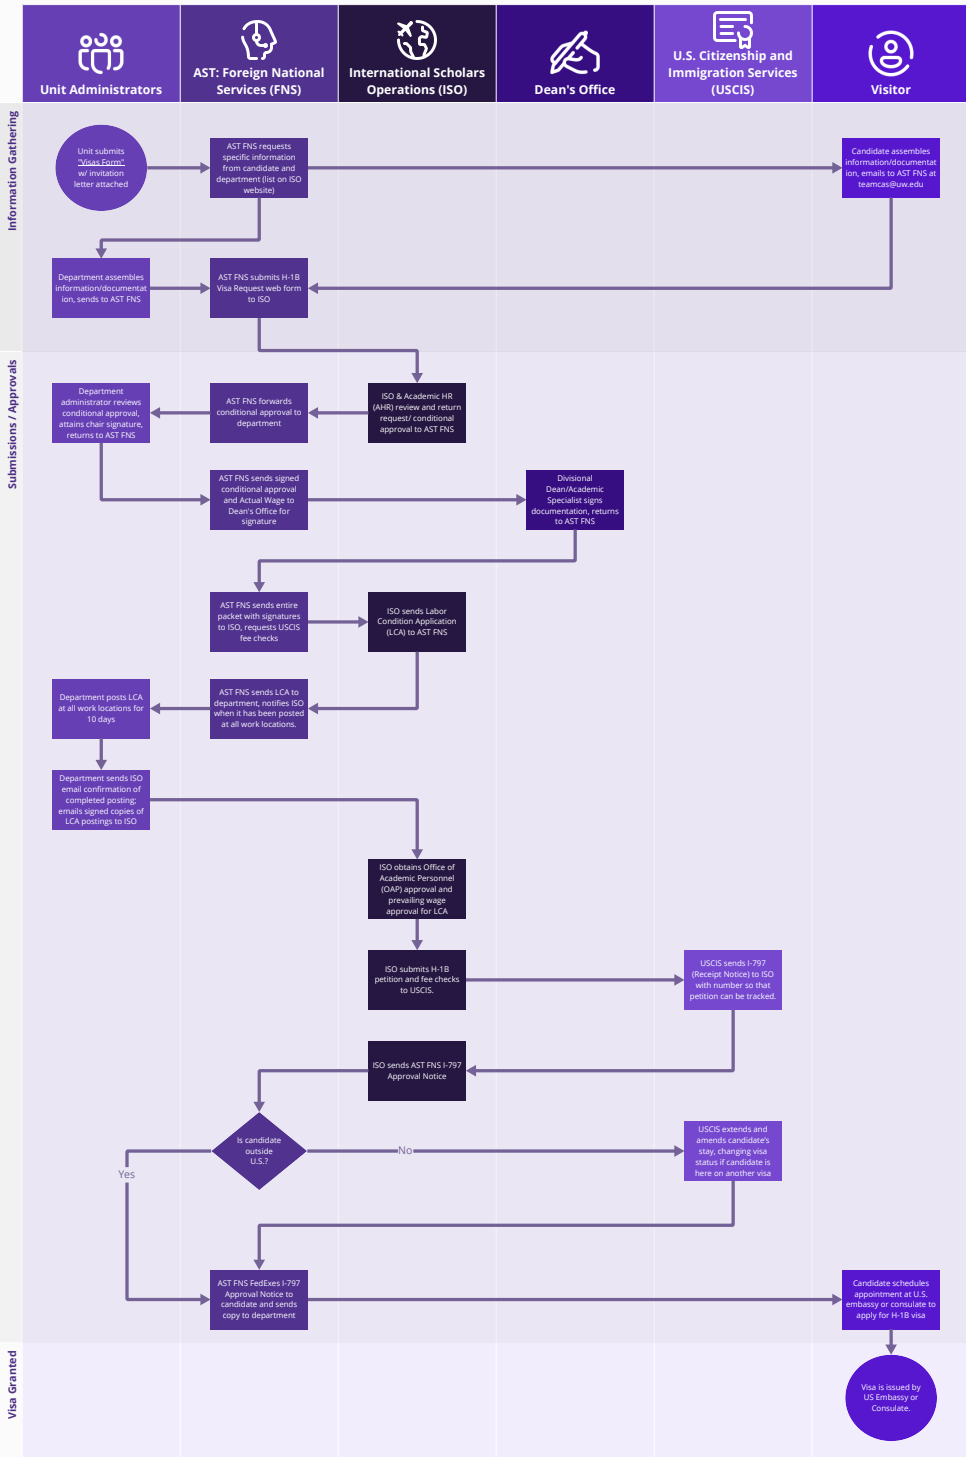 Unit Administrators
AST: Foreign National
Services (FNS)
International Scholars
Operations (ISO)
Dean's Office
U.S. Citizenship and
Immigration Services
(USCIS)
Visitor
Information Gathering
Unit submits
"Visas Form"
w/ invitation
letter attached
AST FNS requests
specific information
from candidate and
department (list on ISO
website)
Candidate assembles
information/documentat
ion, emails to AST FNS at
teamcas@uw.edu
Department assembles
information/documentat
ion, sends to AST FNS
AST FNS submits H-1B
Visa Request web form
to ISO
Submissions / Approvals
Department
administrator reviews
conditional approval,
attains chair signature,
returns to AST FNS
AST FNS forwards
conditional approval to
department
ISO & Academic HR
(AHR) review and return
request/ conditional
approval to AST FNS
AST FNS sends signed
conditional approval
and Actual Wage to
Dean's Office for
signature
Divisional
Dean/Academic
Specialist signs
documentation, returns
to AST FNS
AST FNS sends entire
packet with signatures
to ISO, requests USCIS
fee checks
ISO sends Labor
Condition Application
(LCA) to AST FNS
Department posts LCA
at all work locations for
10 days
AST FNS sends LCA to
department, notifies ISO
when it has been posted
at all work locations.
Department sends ISO
email confirmation of
completed posting;
emails signed copies of
LCA postings to ISO
ISO obtains Office of
Academic Personnel
(OAP) approval and
prevailing wage
approval for LCA
ISO submits H-1B
petition and fee checks
to USCIS.
USCIS sends I-797
(Receipt Notice) to ISO
with number so that
petition can be tracked.
ISO sends AST FNS I-797
Approval Notice
Is candidate
outside
U.S.?
No
Yes
USCIS extends and
amends candidate's
stay, changing visa
status if candidate is
here on another visa
AST FNS FedExes I-797
Approval Notice to
candidate and sends
copy to department
Candidate schedules
appointment at U.S.
embassy or consulate to
apply for H-1B visa
Visa Granted
Visa is issued by
US Embassy or
Consulate.